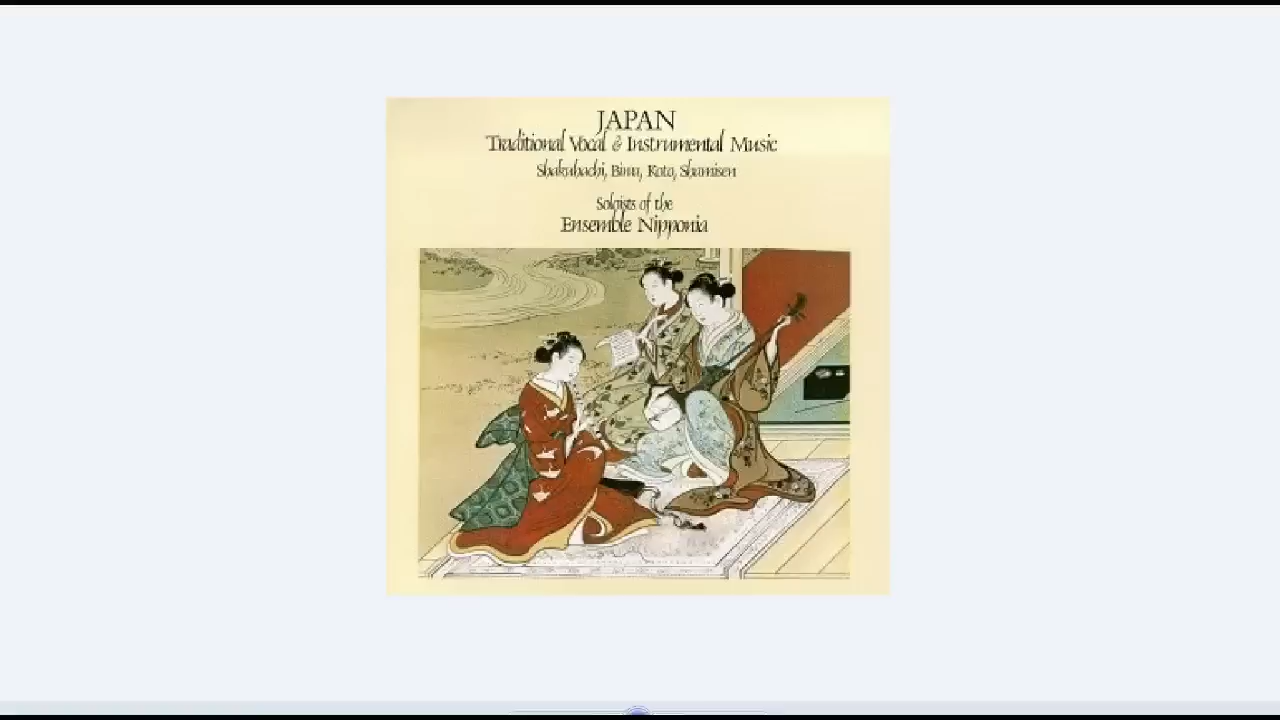 JAPAN
Traditional Vocal & Instrumental Music
Shakuhachi, Biwa, Koto, Shamisen
Soloists of the
Ensemble Nipponia